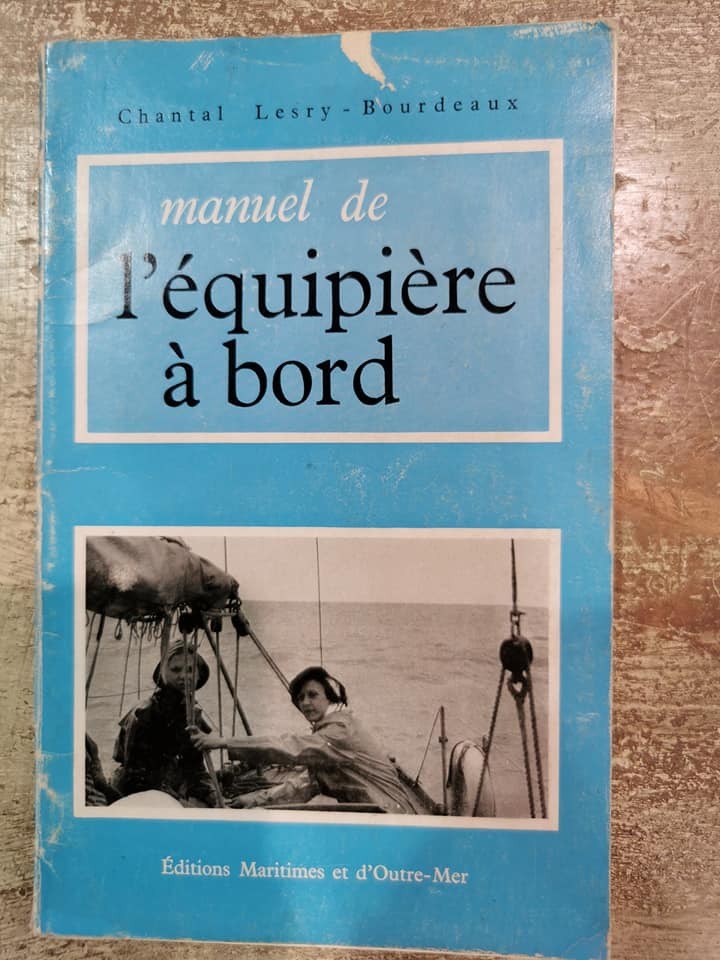 Chantal Lesry-Bourdeaux
manuel de
l'équipière
à bord
Éditions Maritimes et d'Outre-Mer